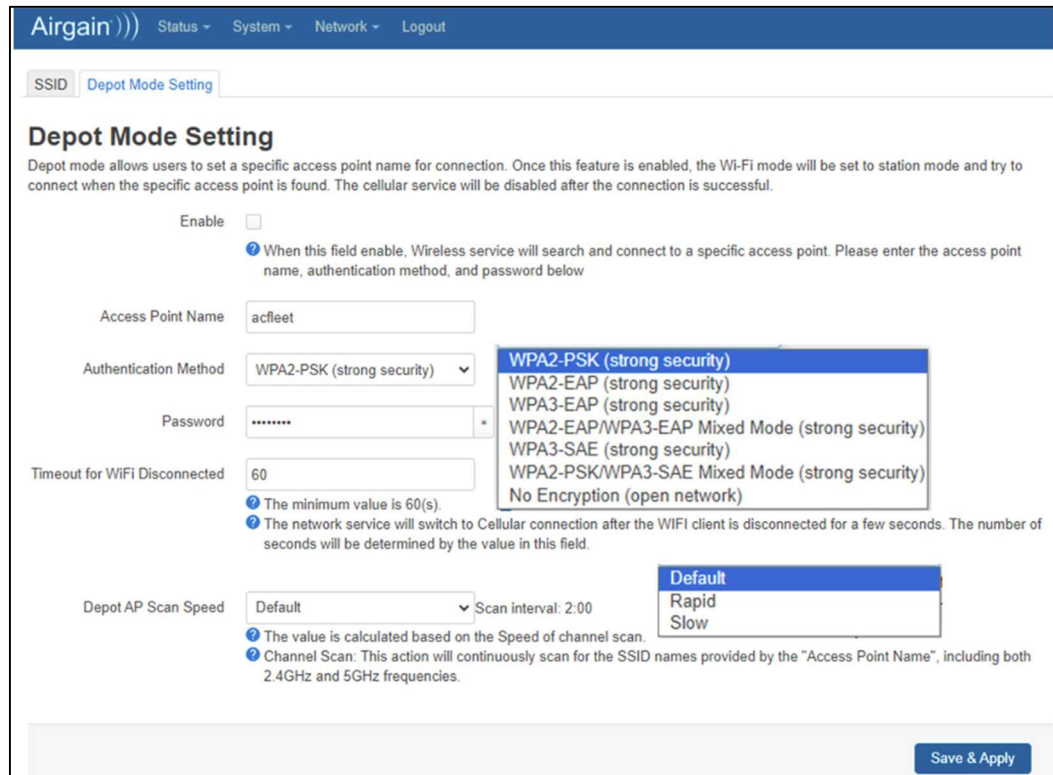 Airgain))) Status System Network Logout
SSID Depot Mode Setting
Depot Mode Setting
Depot mode allows users to set a specific access point name for connection. Once this feature is enabled, the Wi-Fi mode will be set to station mode and try to
connect when the specific access point is found. The cellular service will be disabled after the connection is successful.
Enable
When this field enable, Wireless service will search and connect to a specific access point. Please enter the access point
name, authentication method, and password below
Access Point Name acfleet
Authentication Method WPA2-PSK (strong security)
WPA2-PSK (strong security)
WPA2-EAP (strong security)
WPA3-EAP (strong security)
WPA2-EAP/WPA3-EAP Mixed Mode (strong security)
WPA3-SAE (strong security)
WPA2-PSK/WPA3-SAE Mixed Mode (strong security)
No Encryption (open network)
Password •••••••• *
Timeout for WiFi Disconnected 60
The minimum value is 60(s).
The network service will switch to Cellular connection after the WIFI client is disconnected for a few seconds. The number of
seconds will be determined by the value in this field.
Depot AP Scan Speed Default Scan interval: 2:00
Default
Rapid
Slow
The value is calculated based on the Speed of channel scan.
Channel Scan: This action will continuously scan for the SSID names provided by the "Access Point Name", including both
2.4GHz and 5GHz frequencies.
Save & Apply